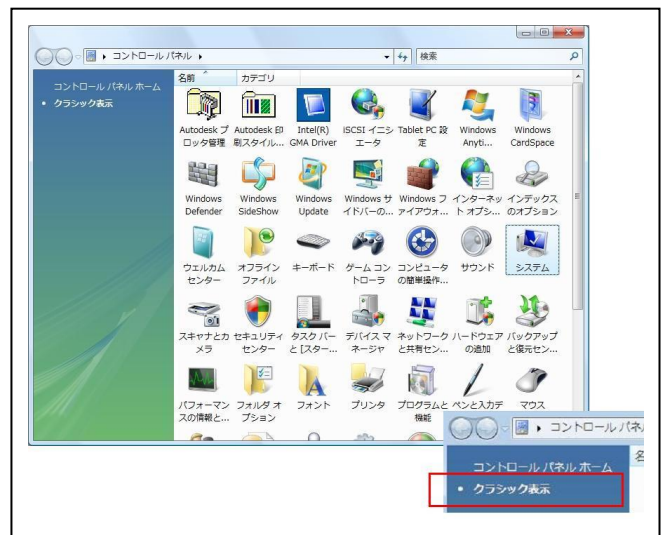 コントロール パネル
検索
コントロール パネル ホーム
クラシック表示
名前 カテゴリ
Autodesk プロッタ管理
Autodesk 印刷スタイル...
Intel(R) GMA Driver
iSCSI イニシエータ
Tablet PC 設定
Windows Anyti...
Windows CardSpace
Windows Defender
Windows SideShow
Windows Update
Windows サイドバーの...
Windows ファイアウォ...
インターネット オプシ...
インデックスのオプション
ウェルカム センター
オフライン ファイル
キーボード
ゲーム コントローラ
コンピュータの簡単操作...
サウンド
システム
スキャナとカメラ
セキュリティ センター
タスク バーと [スター...
デバイス マネージャ
ネットワークと共有セン...
ハードウェアの追加
バックアップと復元セン...
パフォーマンスの情報と...
フォルダ オプション
フォント
プリンタ
プログラムと機能
ペンと入力デ
マウス
コントロール パネ
コントロール パネル ホーム
クラシック表示